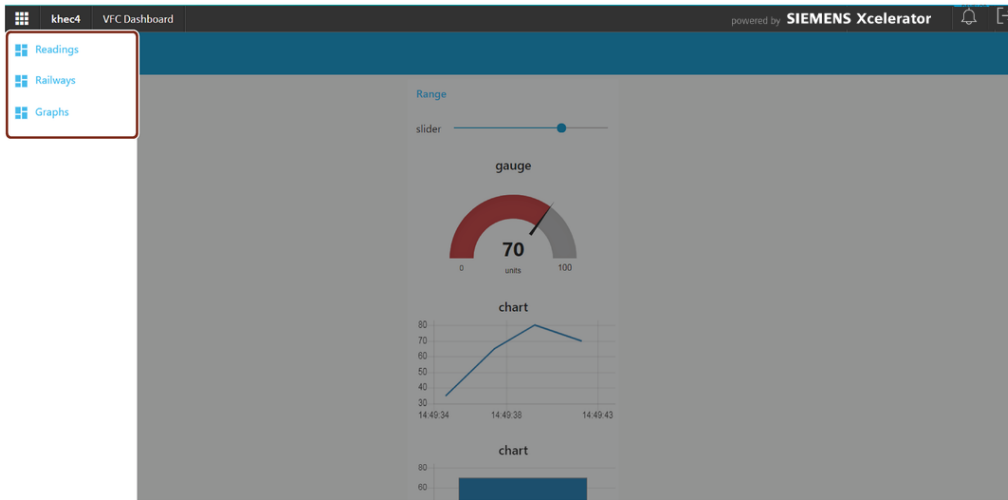 khec4 VFC Dashboard powered by SIEMENS Xcelerator
Readings
Railways
Graphs
Range
slider
gauge
70
0 units 100
chart
80
70
60
50
40
30
14:49:34 14:49:38 14:49:43
chart
80
60